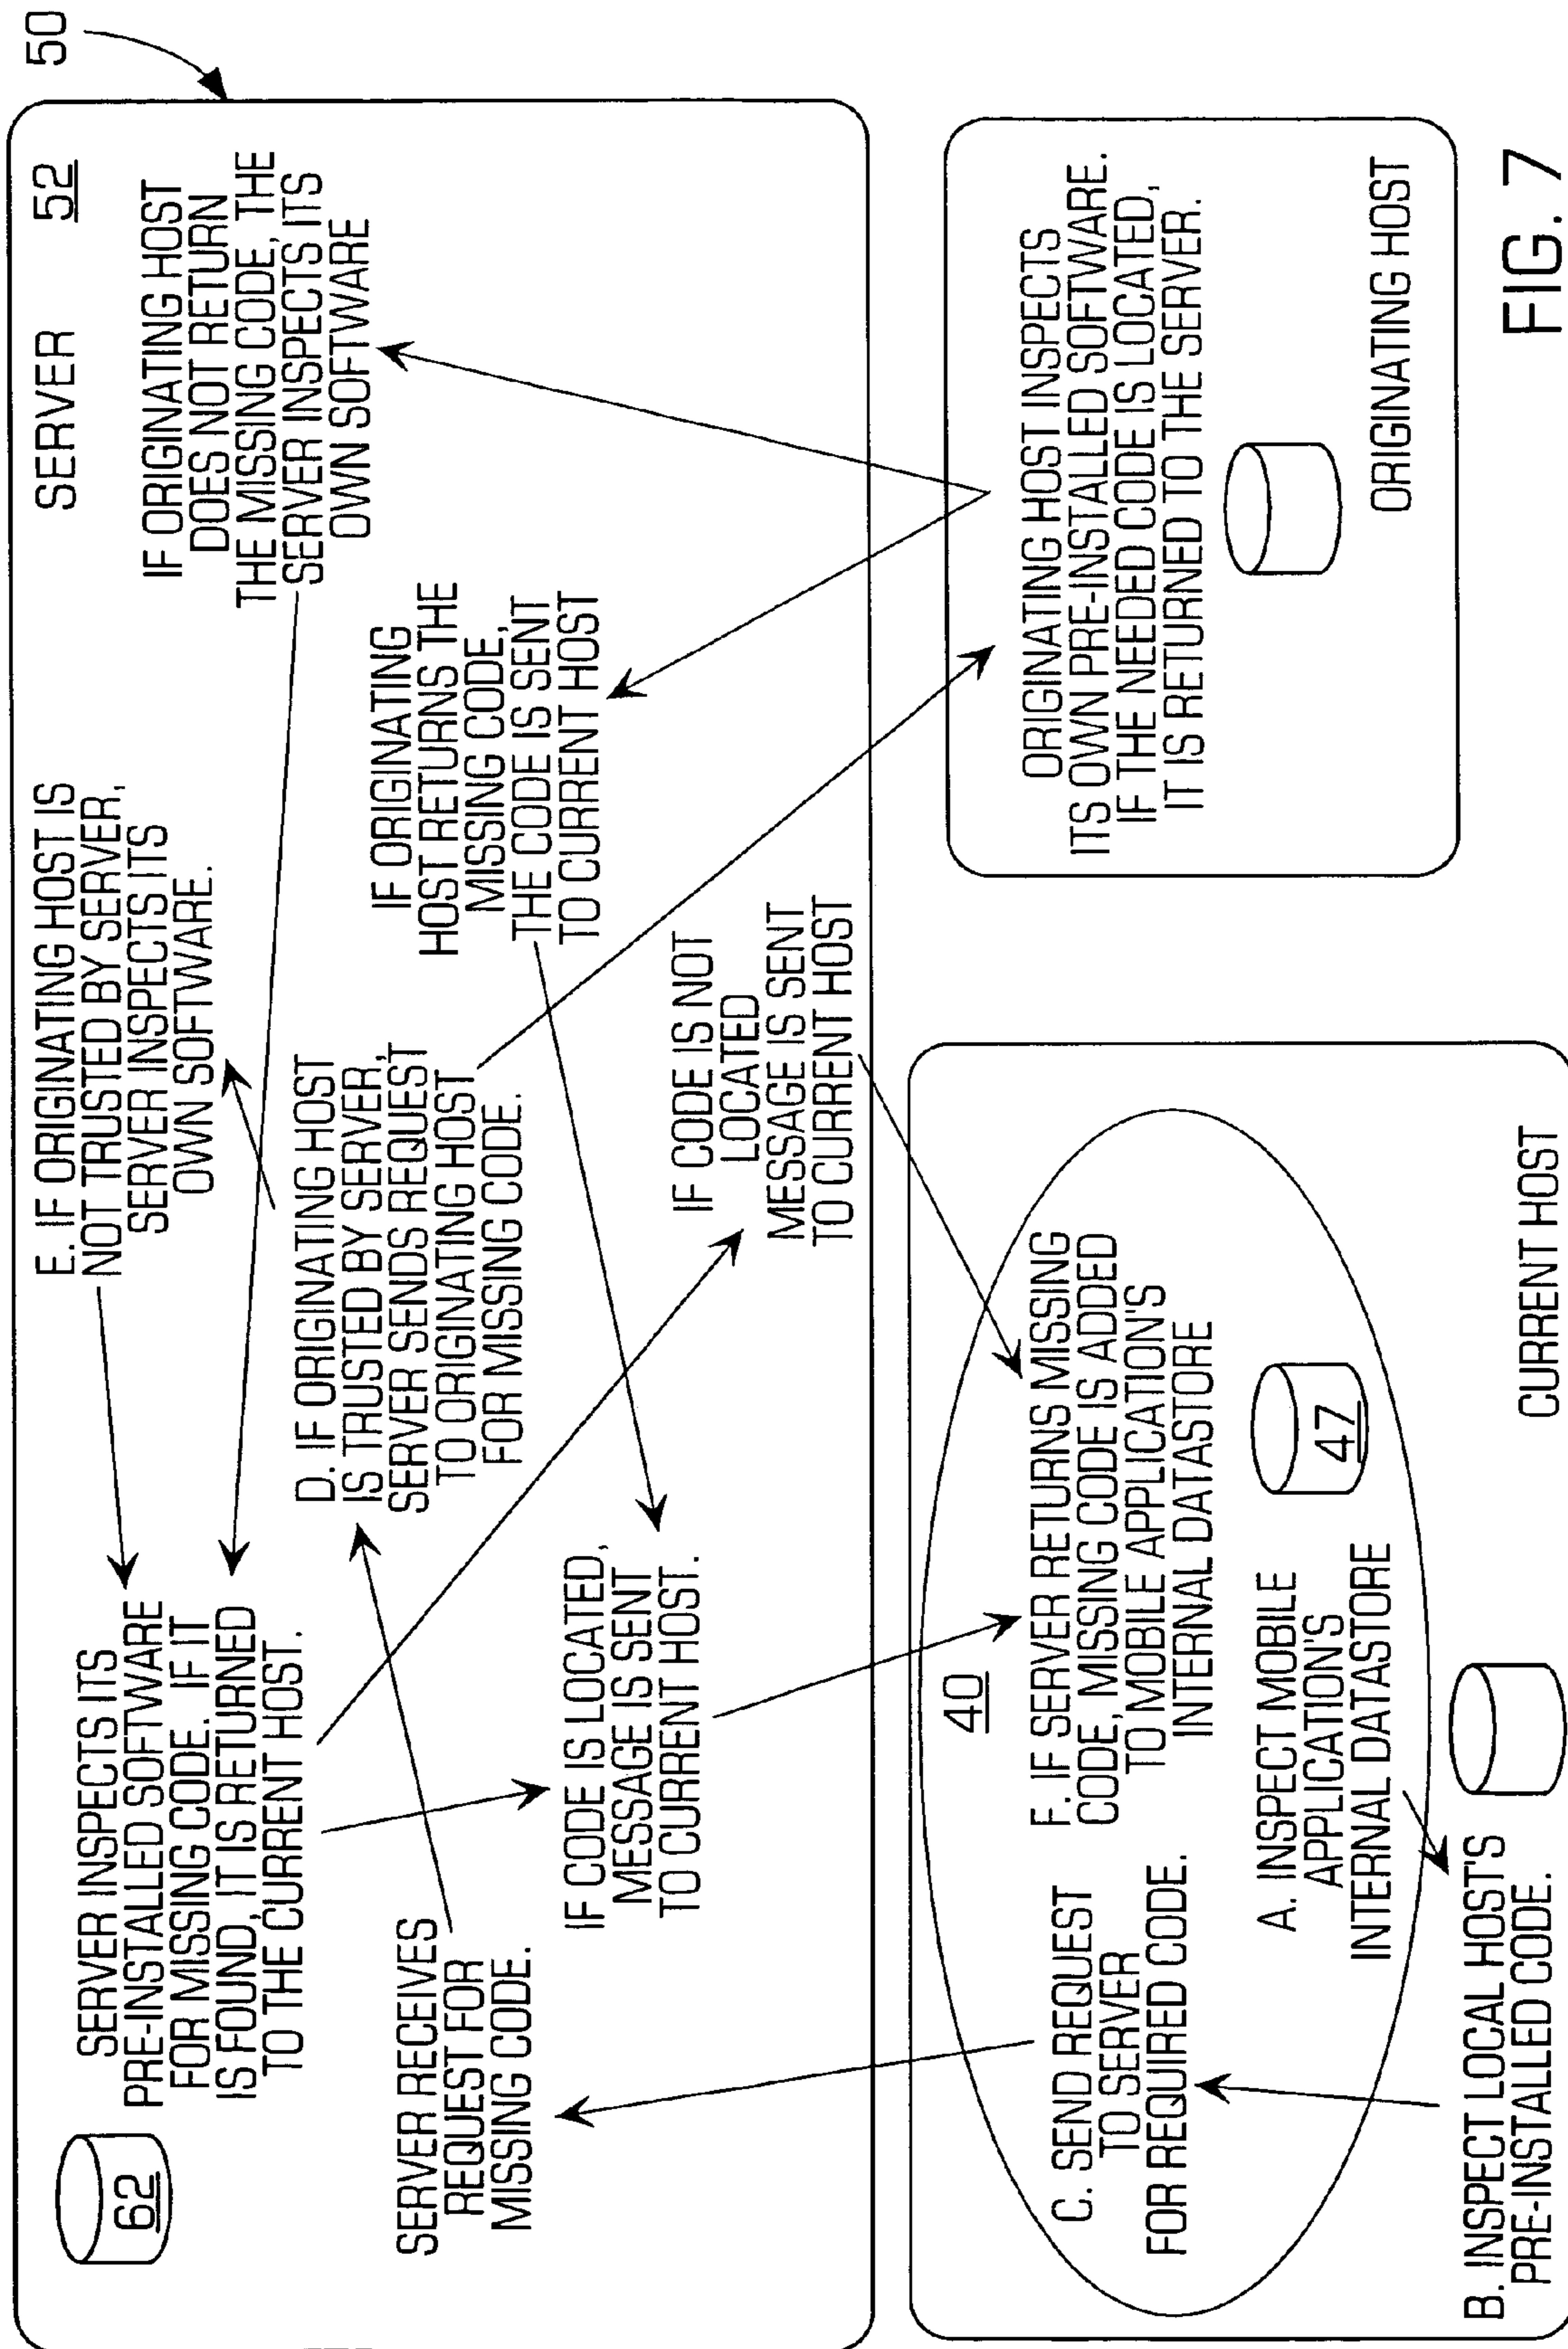 50
SERVER
52
62
SERVER INSPECTS ITS
PRE-INSTALLED SOFTWARE
FOR MISSING CODE. IF IT
IS FOUND, IT IS RETURNED
TO THE CURRENT HOST.
E. IF ORIGINATING HOST IS
NOT TRUSTED BY SERVER,
SERVER INSPECTS ITS
OWN SOFTWARE.
IF ORIGINATING HOST
DOES NOT RETURN
THE MISSING CODE, THE
SERVER INSPECTS ITS
OWN SOFTWARE
D. IF ORIGINATING HOST
IS TRUSTED BY SERVER,
SERVER SENDS REQUEST
TO ORIGINATING HOST
FOR MISSING CODE.
IF ORIGINATING
HOST RETURNS THE
MISSING CODE,
THE CODE IS SENT
TO CURRENT HOST
SERVER RECEIVES
REQUEST FOR
MISSING CODE.
IF CODE IS LOCATED,
MESSAGE IS SENT
TO CURRENT HOST.
IF CODE IS NOT
LOCATED
MESSAGE IS SENT
TO CURRENT HOST
40
C. SEND REQUEST
TO SERVER
FOR REQUIRED CODE.
F. IF SERVER RETURNS MISSING
CODE, MISSING CODE IS ADDED
TO MOBILE APPLICATION'S
INTERNAL DATASTORE
A. INSPECT MOBILE
APPLICATION'S
INTERNAL DATASTORE
47
B. INSPECT LOCAL HOST'S
PRE-INSTALLED CODE.
CURRENT HOST
ORIGINATING HOST INSPECTS
ITS OWN PRE-INSTALLED SOFTWARE.
IF THE NEEDED CODE IS LOCATED,
IT IS RETURNED TO THE SERVER.
ORIGINATING HOST
FIG. 7